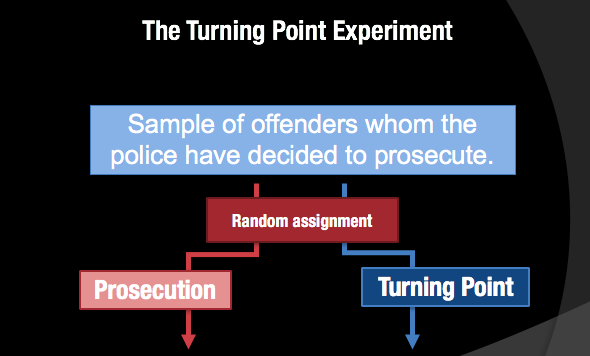 The Turning Point Experiment
Sample of offenders whom the
police have decided to prosecute.
Random assignment
Prosecution
Turning Point